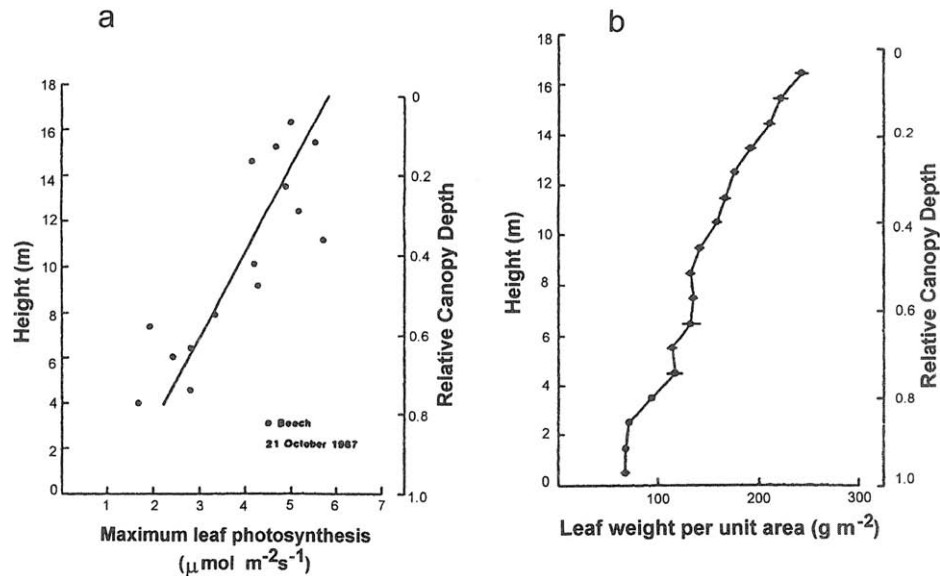 a
18
16
14
12
10
8
6
4
2
0
Height (m)
0
0.2
0.4
0.6
0.8
1.0
Relative Canopy Depth
Beech
21 October 1987
1 2 3 4 5 6 7
Maximum leaf photosynthesis
(μmol m-2s-1)
b
18
16
14
12
10
8
6
4
2
0
Height (m)
0
0.2
0.4
0.6
0.8
1.0
Relative Canopy Depth
100 200 300
Leaf weight per unit area (g m-2)